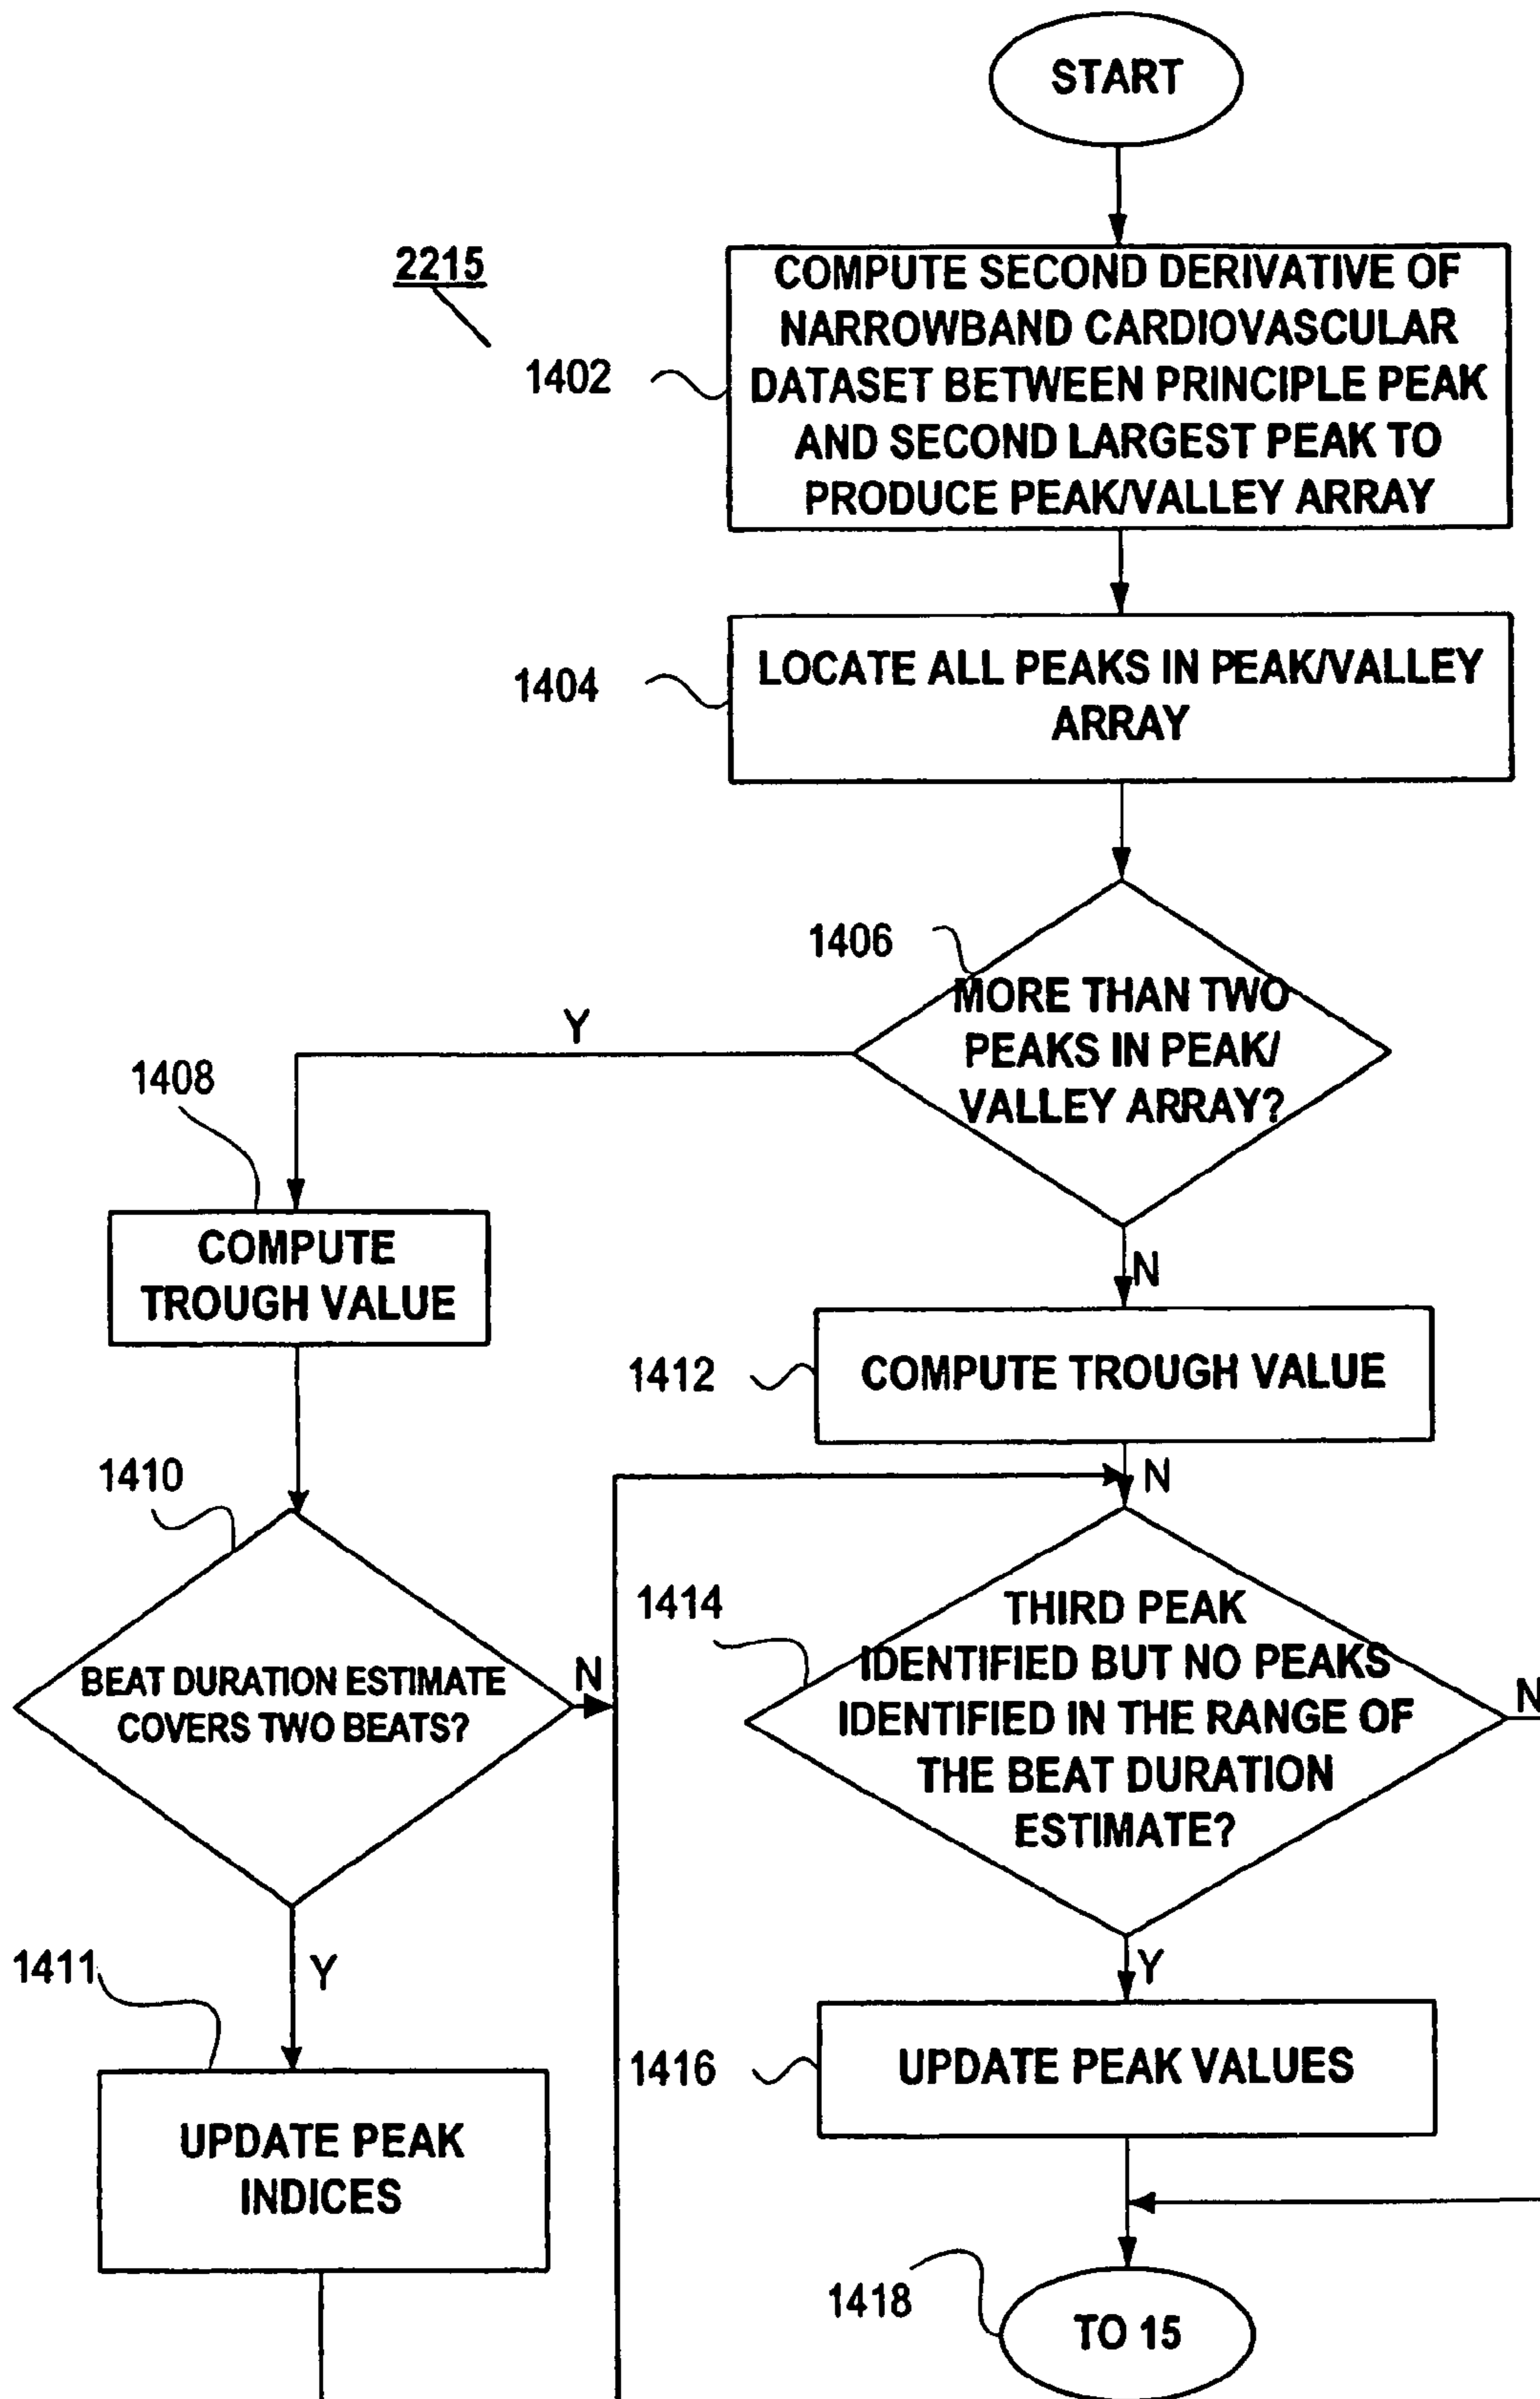 START
2215
1402
COMPUTE SECOND DERIVATIVE OF
NARROWBAND CARDIOVASCULAR
DATASET BETWEEN PRINCIPLE PEAK
AND SECOND LARGEST PEAK TO
PRODUCE PEAK/VALLEY ARRAY
1404
LOCATE ALL PEAKS IN PEAK/VALLEY
ARRAY
1406
MORE THAN TWO
PEAKS IN PEAK/
VALLEY ARRAY?
Y
N
1408
COMPUTE
TROUGH VALUE
1412
COMPUTE TROUGH VALUE
N
1410
BEAT DURATION ESTIMATE
COVERS TWO BEATS?
N
Y
1414
THIRD PEAK
IDENTIFIED BUT NO PEAKS
IDENTIFIED IN THE RANGE OF
THE BEAT DURATION
ESTIMATE?
N
Y
1411
UPDATE PEAK
INDICES
1416
UPDATE PEAK VALUES
1418
TO 15